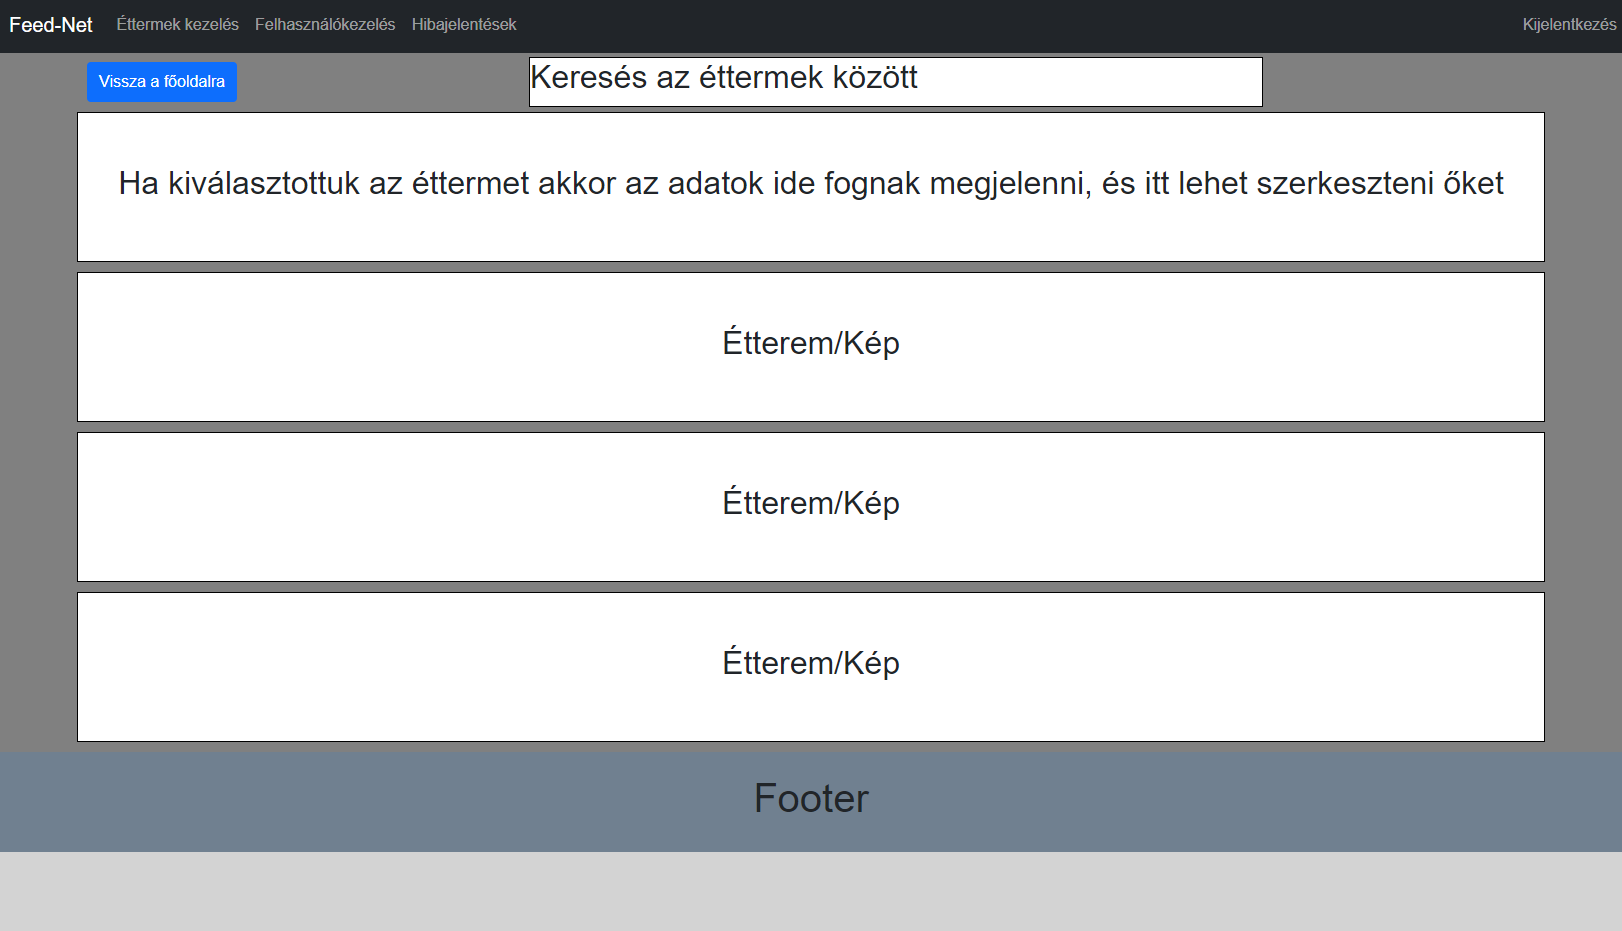 Feed-Net Éttermek kezelés Felhasználókezelés Hibajelentések Kijelentkezés
Vissza a főoldalra Keresés az éttermek között
Ha kiválasztottuk az éttermet akkor az adatok ide fognak megjelenni, és itt lehet szerkeszteni őket
Étterem/Kép
Étterem/Kép
Étterem/Kép
Footer